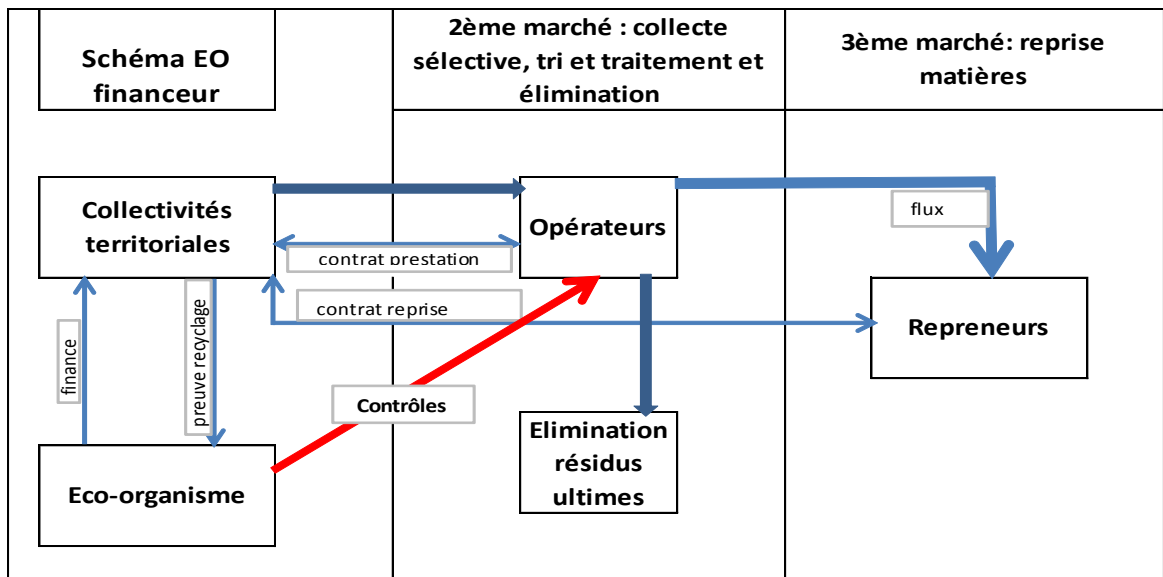 Schéma EO
financeur
2ème marché : collecte
sélective, tri et traitement et
élimination
3ème marché: reprise
matières
Collectivités
territoriales
Opérateurs
flux
contrat prestation
contrat reprise
Repreneurs
finance
preuve recyclage
Contrôles
Elimination
résidus
ultimes
Eco-organisme